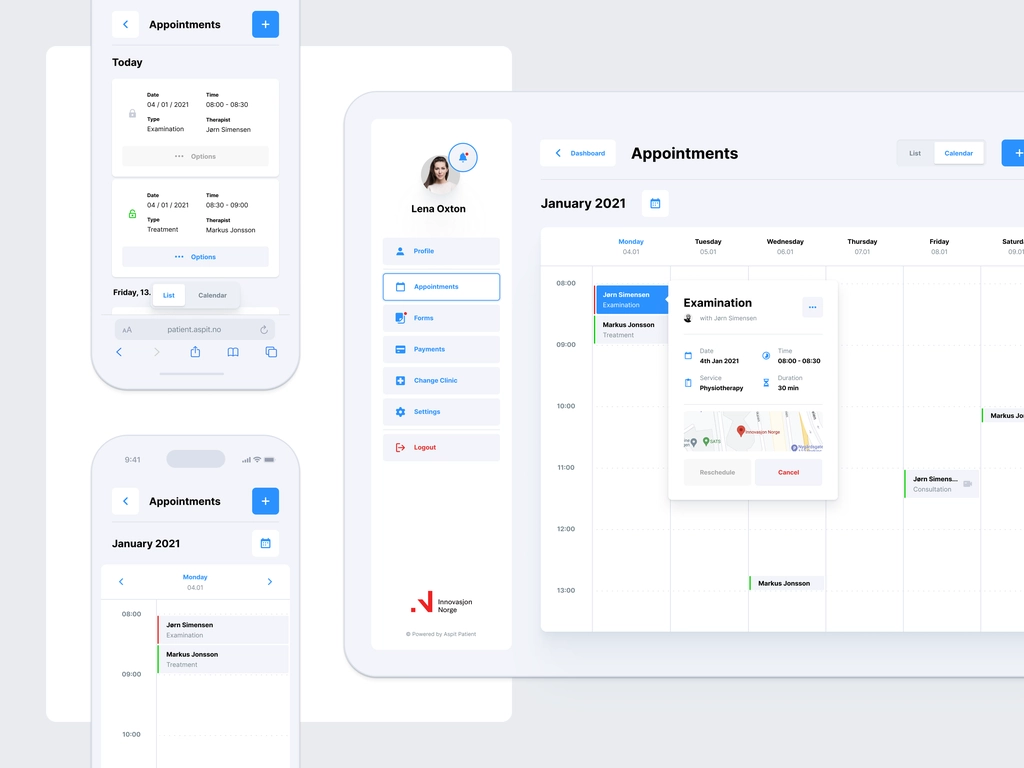 Appointments
Today
Date
Time
04 / 01 / 2021
08:00 - 08:30
Type
Therapist
Examination
Jørn Simensen
Options
Date
Time
04 / 01 / 2021
08:30 - 09:00
Type
Therapist
Treatment
Markus Jonsson
Options
Friday, 13.
List
Calendar
AA
patient.aspit.no
9:41
Appointments
January 2021
Monday
04.01
08:00
Jørn Simensen
Examination
Markus Jonsson
Treatment
09:00
10:00
Lena Oxton
Profile
Appointments
Forms
Payments
Change Clinic
Settings
Logout
Innovasjon
Norge
© Powered by Aspit Patient
Dashboard
Appointments
List
Calendar
January 2021
Monday
04.01
Tuesday
05.01
Wednesday
06.01
Thursday
07.01
Friday
08.01
Saturd
09.01
08:00
09:00
10:00
11:00
12:00
13:00
Jørn Simensen
Examination
Markus Jonsson
Treatment
Examination
with Jørn Simensen
Date
4th Jan 2021
Time
08:00 - 08:30
Service
Physiotherapy
Duration
30 min
Innovasjon Norge
SATS
Reschedule
Cancel
Markus Jo
Jørn Simens...
Consultation
Markus Jonsson